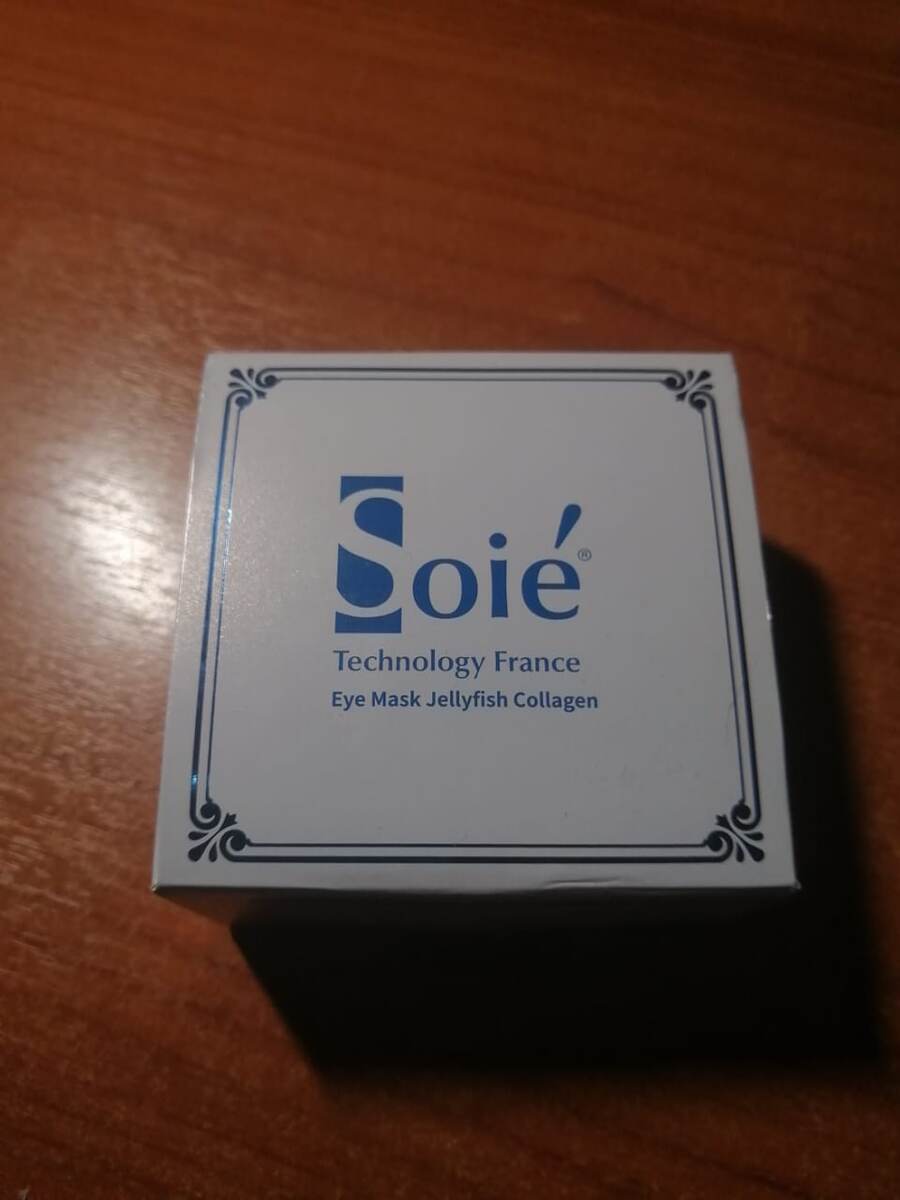 Soié®
Technology France
Eye Mask Jellyfish Collagen